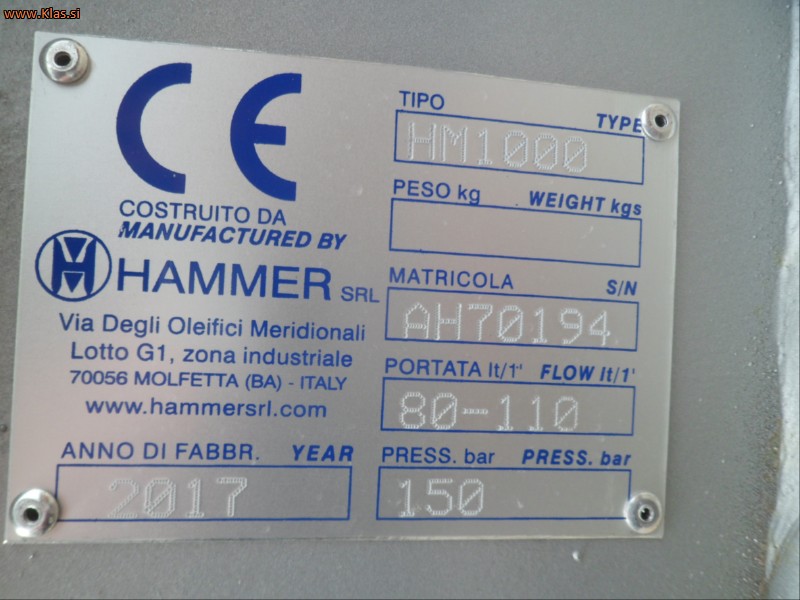 www.Klas.si
CE
COSTRUITO DA
MANUFACTURED BY
HAMMER SRL
Via Degli Oleifici Meridionali
Lotto G1, zona industriale
70056 MOLFETTA (BA) - ITALY
www.hammersrl.com
ANNO DI FABBR. YEAR
2017
TIPO TYPE
HM1000
PESO kg WEIGHT kgs
MATRICOLA S/N
AH70194
PORTATA lt/1' FLOW lt/1'
80-110
PRESS. bar PRESS. bar
150